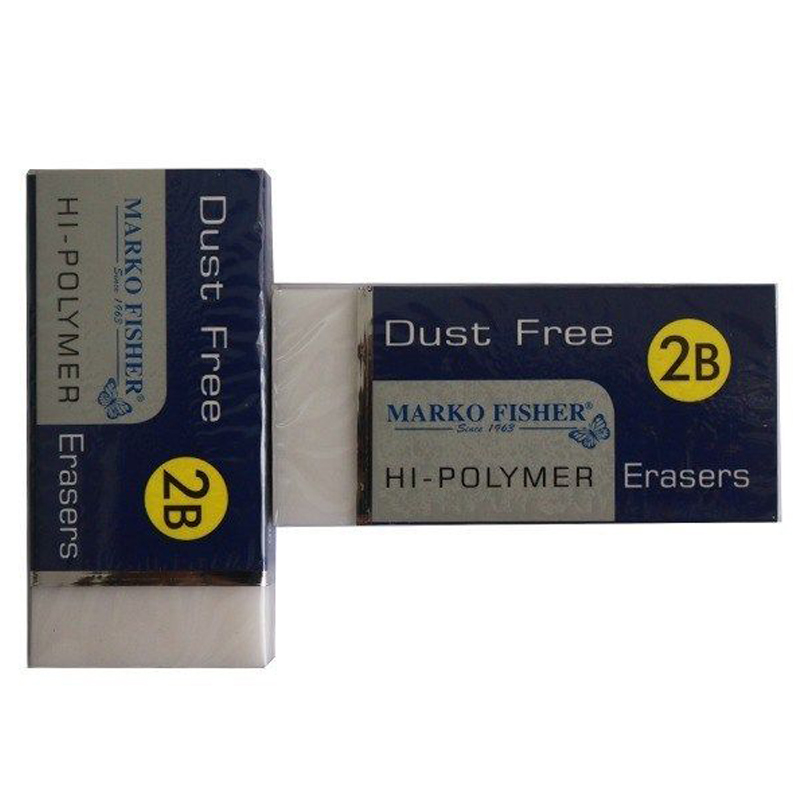 Dust Free
MARKO FISHER®
Since 1963
HI-POLYMER Erasers
2B
Dust Free
2B
MARKO FISHER®
Since 1963
HI-POLYMER Erasers